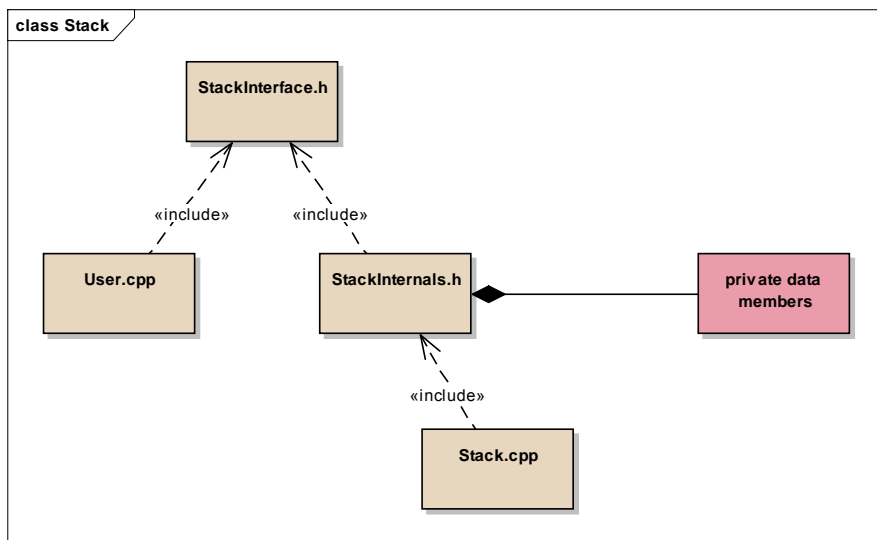 class Stack
StackInterface.h
«include»
«include»
User.cpp
StackInternals.h
private data
members
«include»
Stack.cpp